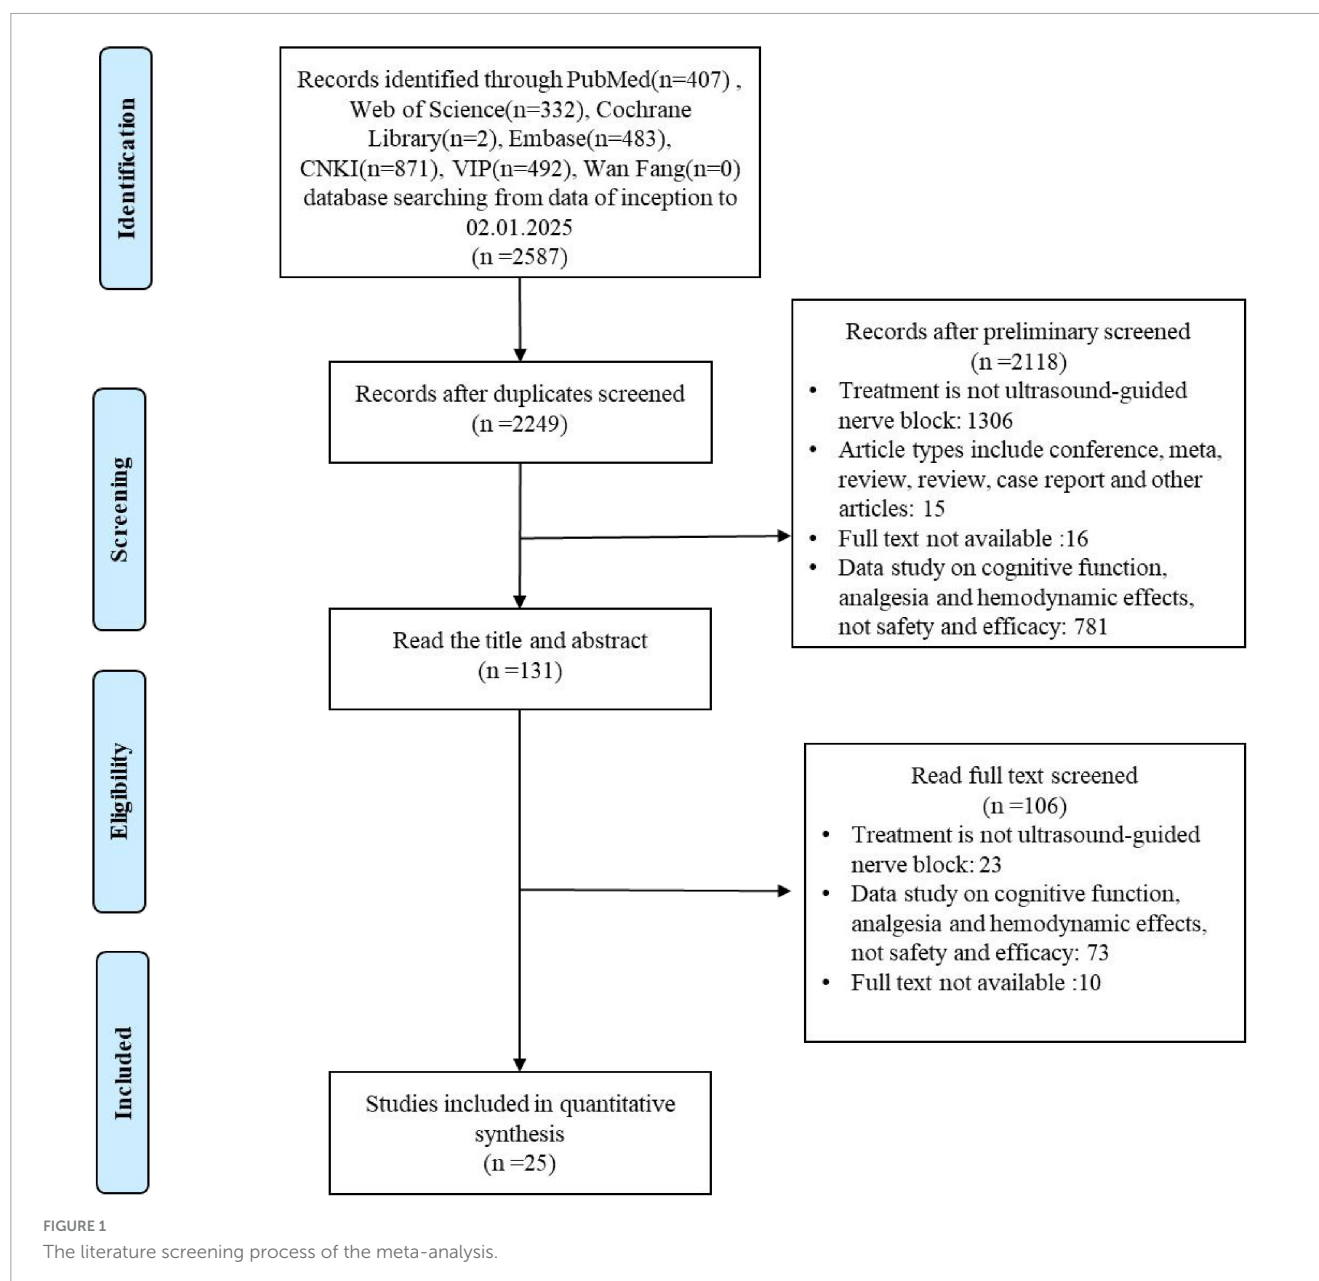 Identification
Records identified through PubMed(n=407) ,
Web of Science(n=332), Cochrane
Library(n=2), Embase(n=483),
CNKI(n=871), VIP(n=492), Wan Fang(n=0)
database searching from data of inception to
02.01.2025
(n =2587)
Screening
Records after duplicates screened
(n =2249)
Records after preliminary screened
(n =2118)
• Treatment is not ultrasound-guided
nerve block: 1306
• Article types include conference, meta,
review, review, case report and other
articles: 15
• Full text not available :16
• Data study on cognitive function,
analgesia and hemodynamic effects,
not safety and efficacy: 781
Read the title and abstract
(n =131)
Eligibility
Read full text screened
(n =106)
• Treatment is not ultrasound-guided
nerve block: 23
• Data study on cognitive function,
analgesia and hemodynamic effects,
not safety and efficacy: 73
• Full text not available :10
Included
Studies included in quantitative
synthesis
(n =25)
FIGURE 1
The literature screening process of the meta-analysis.